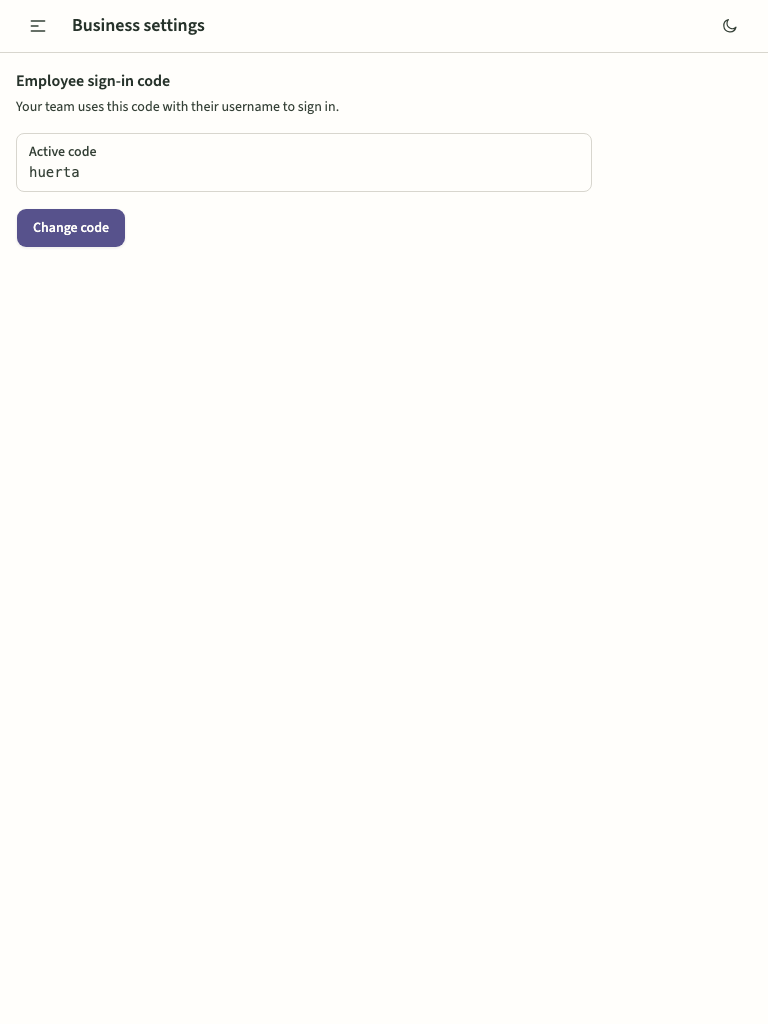 Business settings
Employee sign-in code
Your team uses this code with their username to sign in.
Active code
huerta
Change code